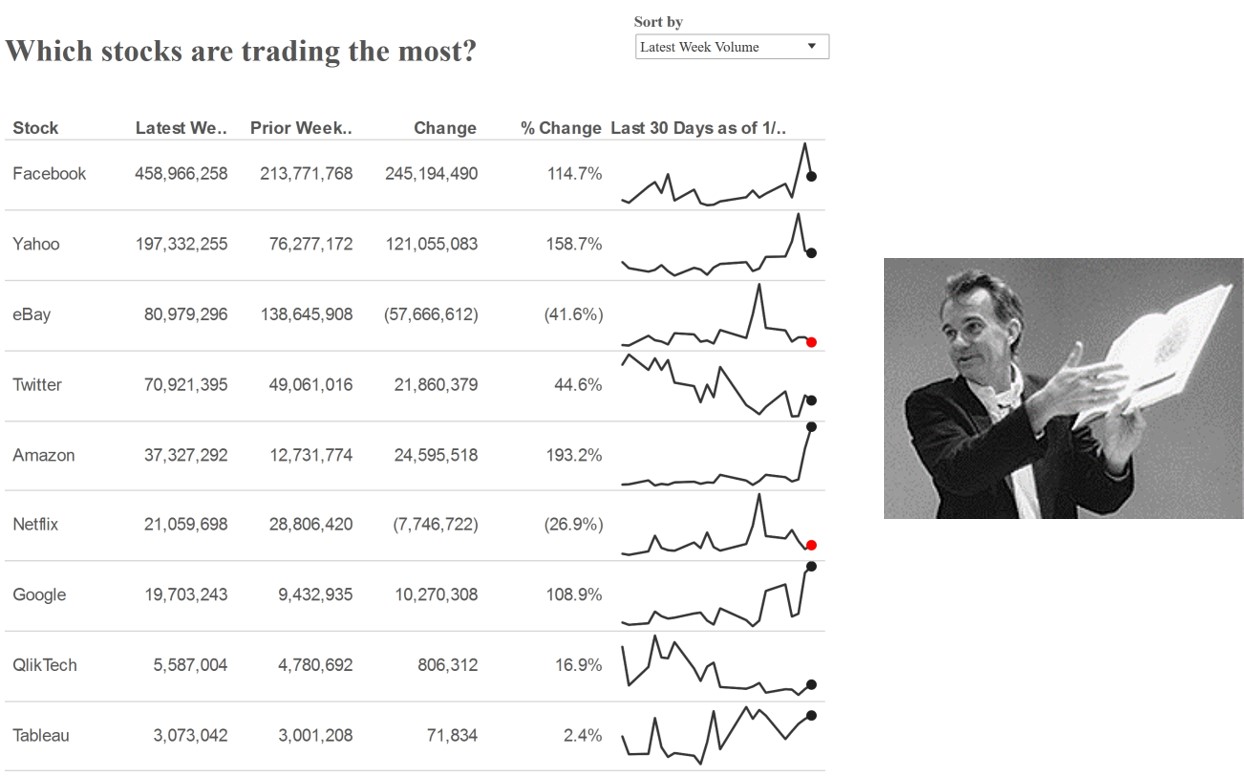 Sort by
Which stocks are trading the most?
Latest Week Volume
Stock Latest We.. Prior Week.. Change % Change Last 30 Days as of 1/..
Facebook 458,966,258 213,771,768 245,194,490 114.7%
Yahoo 197,332,255 76,277,172 121,055,083 158.7%
eBay 80,979,296 138,645,908 (57,666,612) (41.6%)
Twitter 70,921,395 49,061,016 21,860,379 44.6%
Amazon 37,327,292 12,731,774 24,595,518 193.2%
Netflix 21,059,698 28,806,420 (7,746,722) (26.9%)
Google 19,703,243 9,432,935 10,270,308 108.9%
QlikTech 5,587,004 4,780,692 806,312 16.9%
Tableau 3,073,042 3,001,208 71,834 2.4%